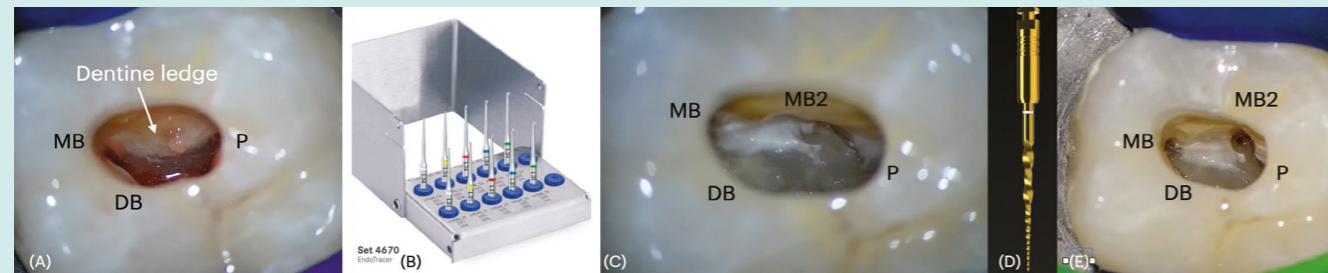 Dentine ledge
MB
P
DB
(A)
Set 4670
EndoTracer
(B)
MB
MB2
P
DB
(C)
(D)
MB2
MB
P
DB
(E)